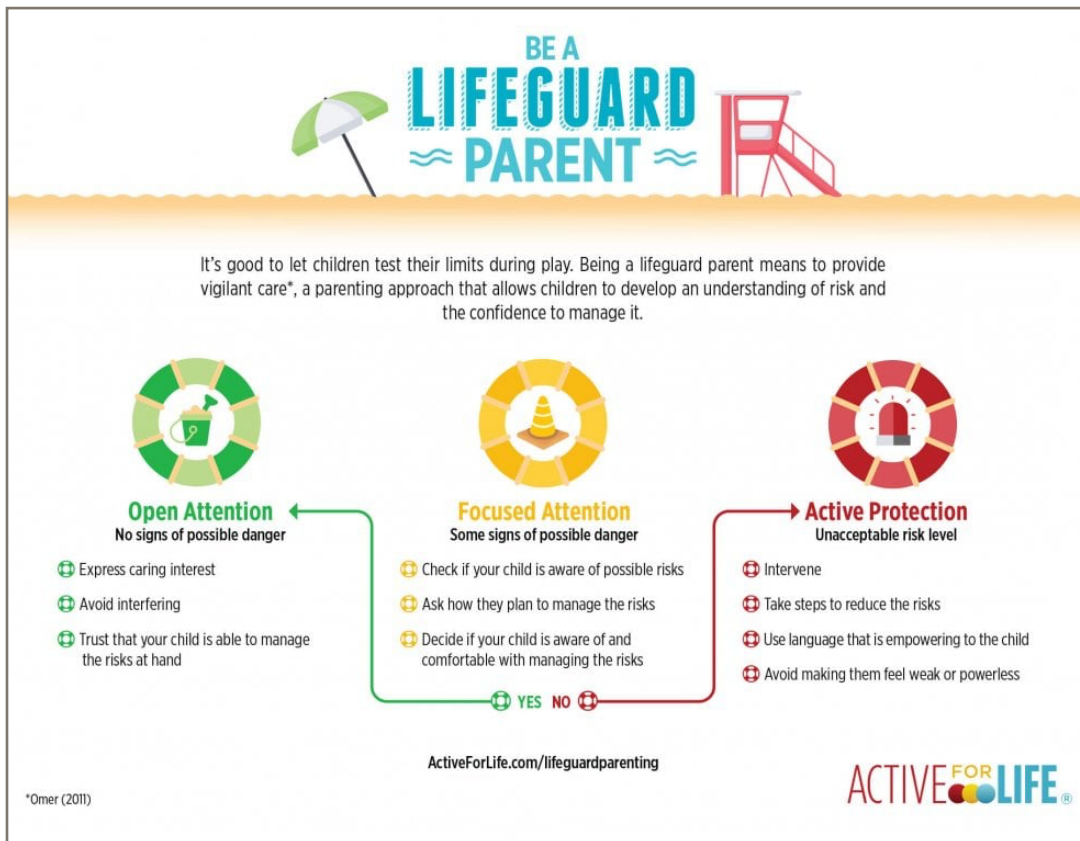 BE A
LIFEGUARD
PARENT
It's good to let children test their limits during play. Being a lifeguard parent means to provide
vigilant care*, a parenting approach that allows children to develop an understanding of risk and
the confidence to manage it.
Open Attention
No signs of possible danger
Express caring interest
Avoid interfering
Trust that your child is able to manage
the risks at hand
Focused Attention
Some signs of possible danger
Check if your child is aware of possible risks
Ask how they plan to manage the risks
Decide if your child is aware of and
comfortable with managing the risks
YES NO
Active Protection
Unacceptable risk level
Intervene
Take steps to reduce the risks
Use language that is empowering to the child
Avoid making them feel weak or powerless
ActiveForLife.com/lifeguardparenting
*Omer (2011)
ACTIVE FOR LIFE®